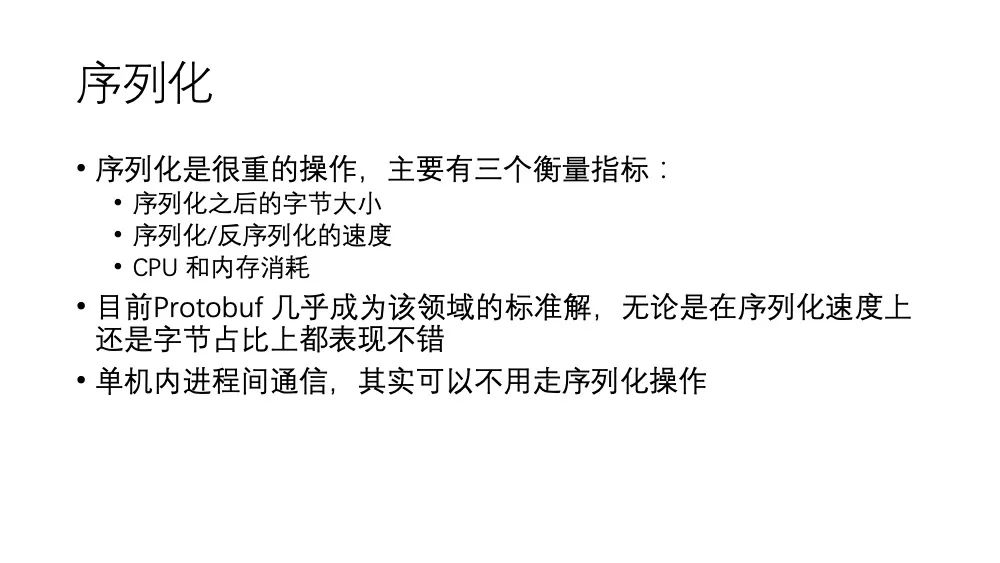 序列化
• 序列化是很重的操作，主要有三个衡量指标：
• 序列化之后的字节大小
• 序列化/反序列化的速度
• CPU 和内存消耗
• 目前Protobuf 几乎成为该领域的标准解，无论是在序列化速度上
还是字节占比上都表现不错
• 单机内进程间通信，其实可以不用走序列化操作